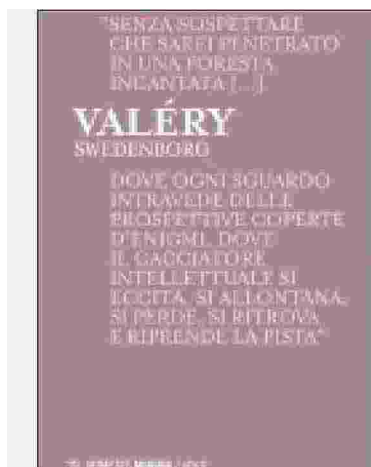 "SENZA SOSPETTARE
CHE SAREI PENETRATO
IN UNA FORESTA
INCANTATA [...],
VALÉRY
SWEDENBORG
DOVE OGNI SGUARDO
INTRAVEDE DELLE
PROSPETTIVE COPERTE
D'ENIGMI, DOVE
IL CACCIATORE
INTELLETTUALE SI
ECCITA, SI ALLONTANA,
SI PERDE, SI RITROVA
E RIPRENDE LA PISTA"